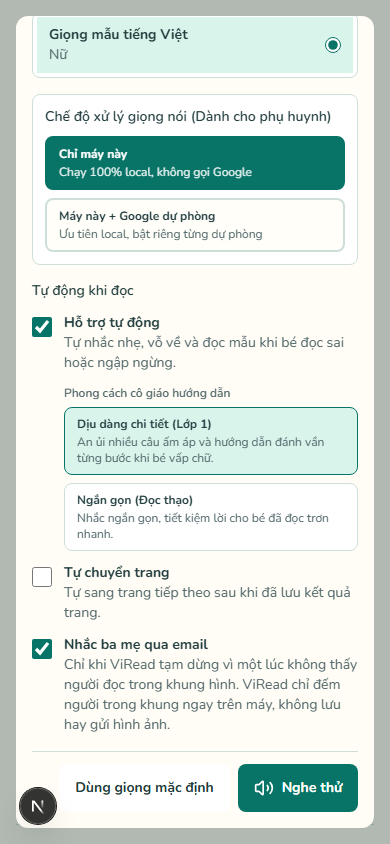 Giọng mẫu tiếng Việt
Nữ
Chế độ xử lý giọng nói (Dành cho phụ huynh)
Chỉ máy này
Chạy 100% local, không gọi Google
Máy này + Google dự phòng
Ưu tiên local, bật riêng từng dự phòng
Tự động khi đọc
Hỗ trợ tự động
Tự nhắc nhẹ, vỗ về và đọc mẫu khi bé đọc sai
hoặc ngập ngừng.
Phong cách cô giáo hướng dẫn
Dịu dàng chi tiết (Lớp 1)
An ủi nhiều câu ấm áp và hướng dẫn đánh vần
từng bước khi bé vấp chữ.
Ngắn gọn (Đọc thạo)
Nhắc ngắn gọn, tiết kiệm lời cho bé đã đọc trơn
nhanh.
Tự chuyển trang
Tự sang trang tiếp theo sau khi đã lưu kết quả
trang.
Nhắc ba mẹ qua email
Chỉ khi ViRead tạm dừng vì một lúc không thấy
người đọc trong khung hình. ViRead chỉ đếm
người trong khung ngay trên máy, không lưu
hay gửi hình ảnh.
N
Dùng giọng mặc định
Nghe thử